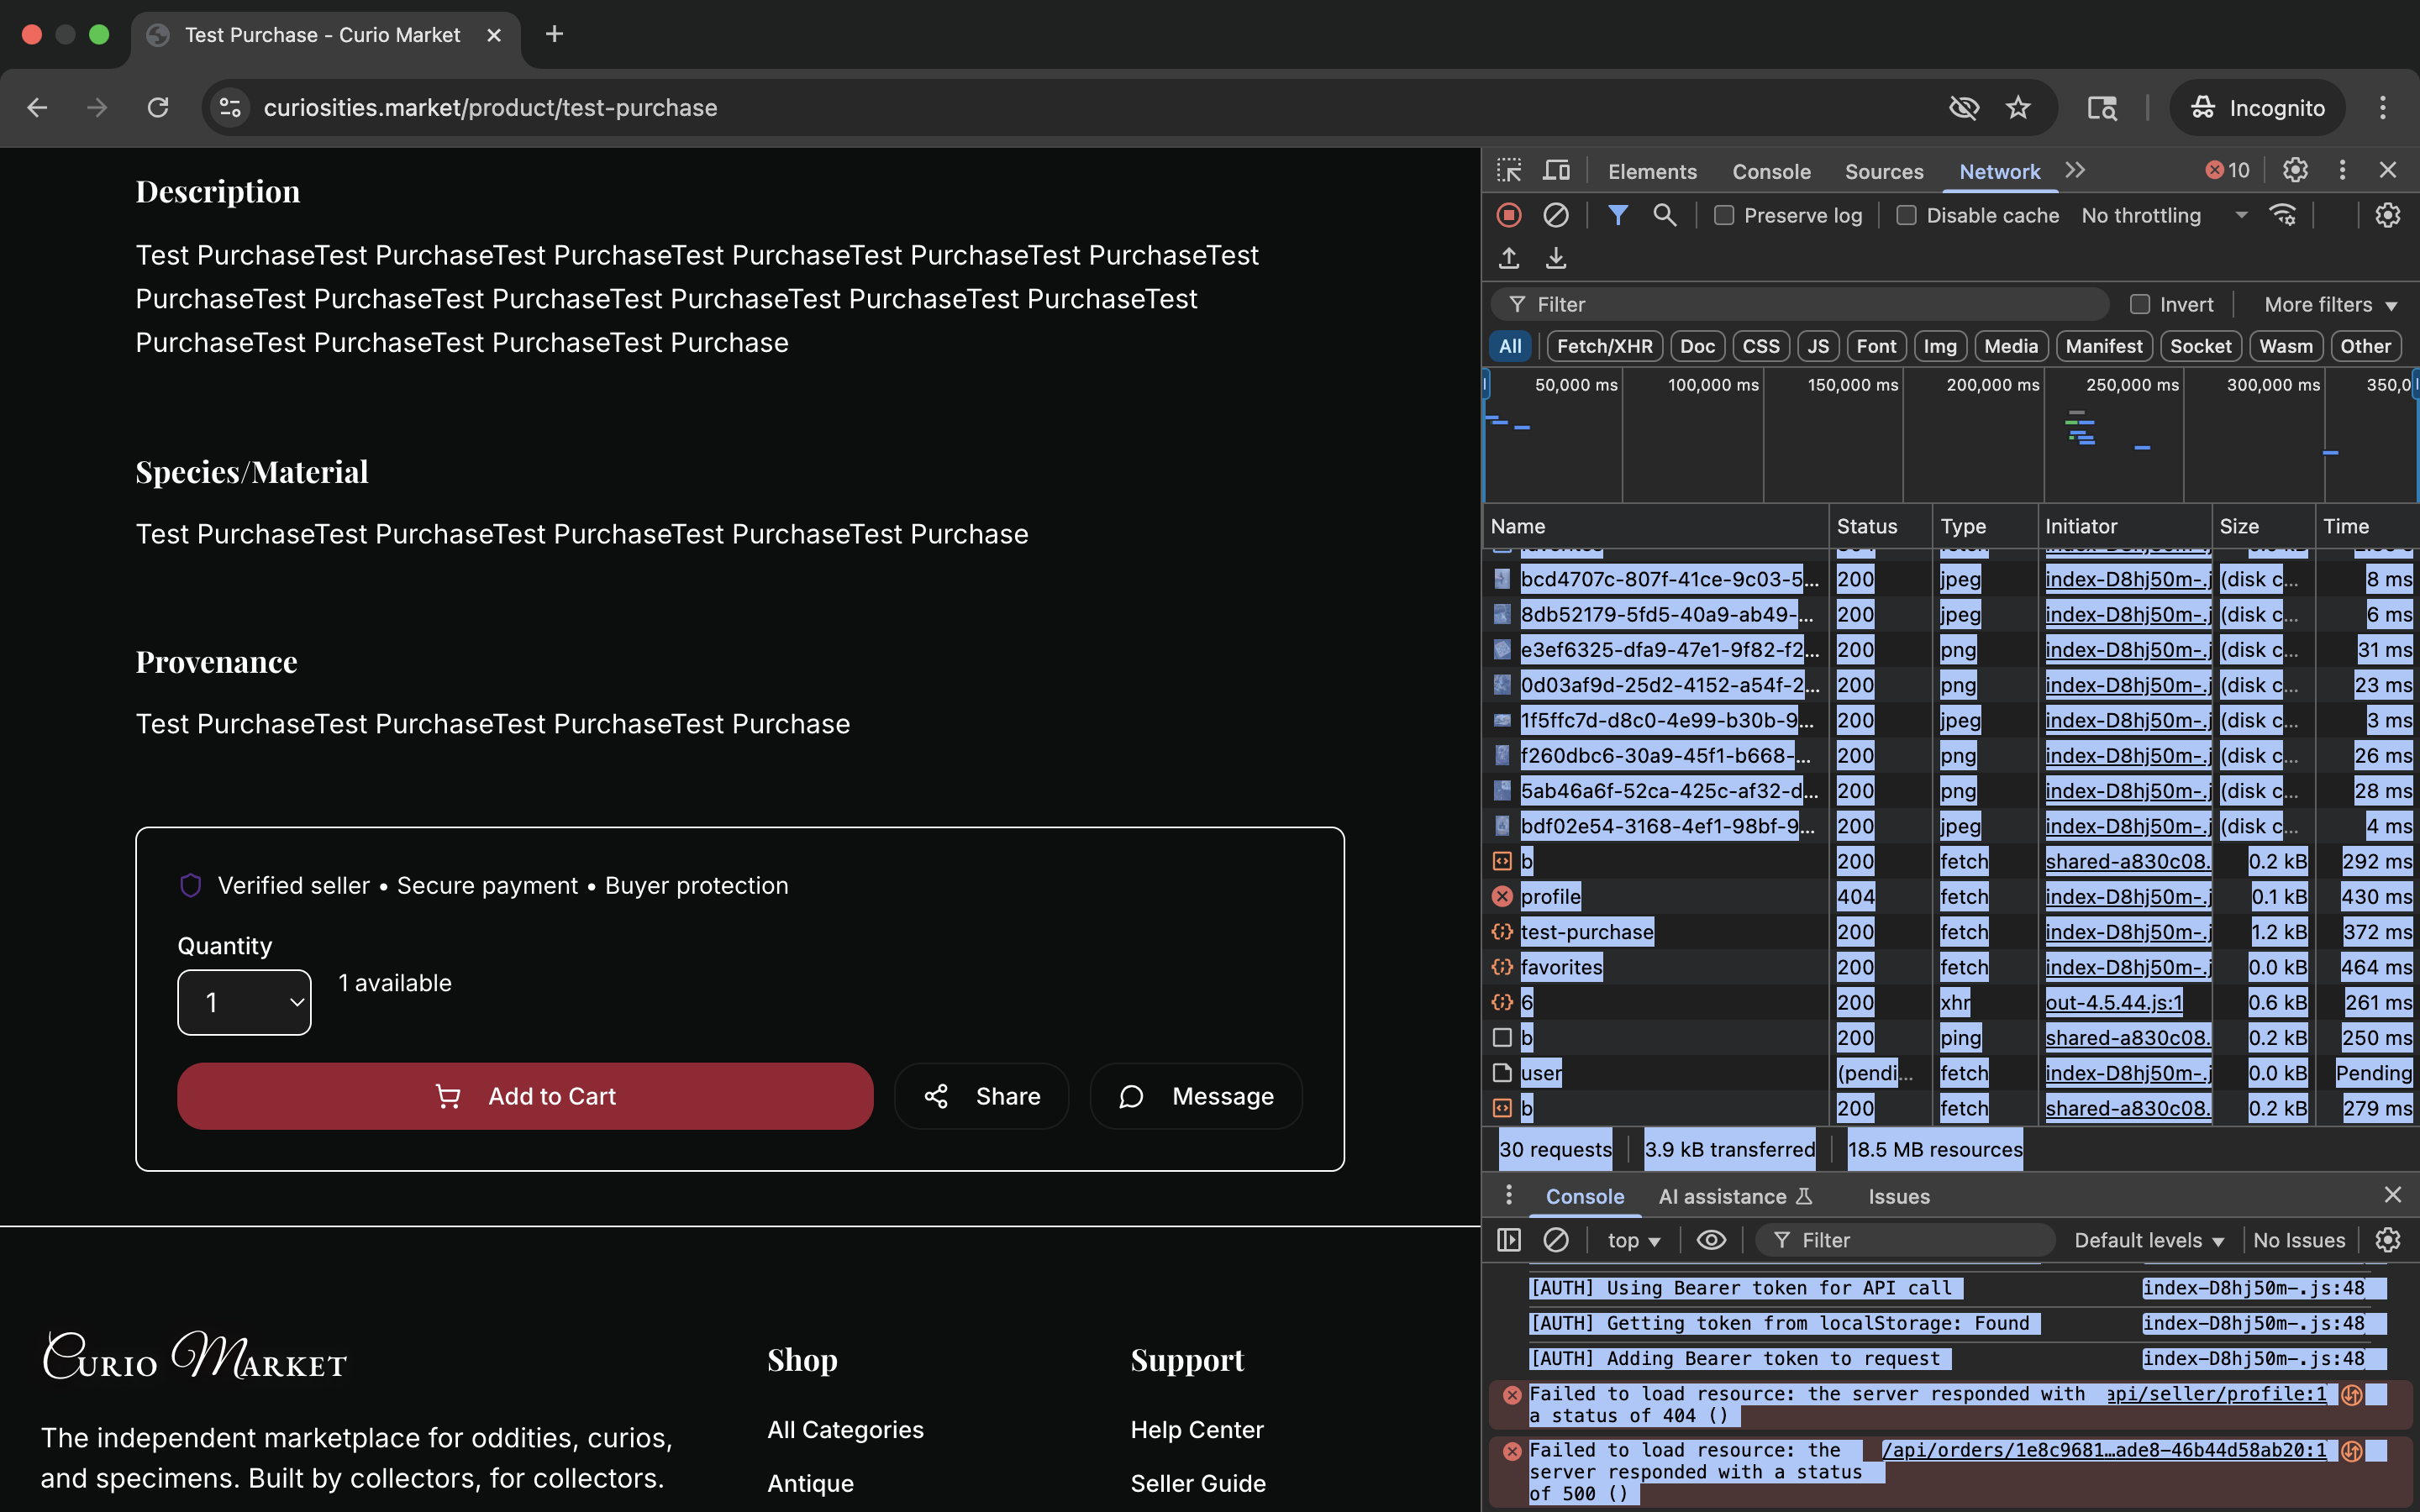 Test Purchase - Curio Market
curiosities.market/product/test-purchase
Incognito
Description
Test PurchaseTest PurchaseTest PurchaseTest PurchaseTest PurchaseTest PurchaseTest
PurchaseTest PurchaseTest PurchaseTest PurchaseTest PurchaseTest PurchaseTest
PurchaseTest PurchaseTest PurchaseTest Purchase
Species/Material
Test PurchaseTest PurchaseTest PurchaseTest PurchaseTest Purchase
Provenance
Test PurchaseTest PurchaseTest PurchaseTest Purchase
Verified seller • Secure payment • Buyer protection
Quantity
1
1 available
Add to Cart
Share
Message
Curio Market
The independent marketplace for oddities, curios,
and specimens. Built by collectors, for collectors.
Shop
All Categories
Antique
Support
Help Center
Seller Guide
Elements Console Sources Network 10
Preserve log Disable cache No throttling
Filter Invert More filters
All Fetch/XHR Doc CSS JS Font Img Media Manifest Socket Wasm Other
50,000 ms 100,000 ms 150,000 ms 200,000 ms 250,000 ms 300,000 ms 350,0
Name Status Type Initiator Size Time
bcd4707c-807f-41ce-9c03-5... 200 jpeg index-D8hj50m-.j (disk c... 8 ms
8db52179-5fd5-40a9-ab49-... 200 jpeg index-D8hj50m-.j (disk c... 6 ms
e3ef6325-dfa9-47e1-9f82-f2... 200 png index-D8hj50m-.j (disk c... 31 ms
0d03af9d-25d2-4152-a54f-2... 200 png index-D8hj50m-.j (disk c... 23 ms
1f5ffc7d-d8c0-4e99-b30b-9... 200 jpeg index-D8hj50m-.j (disk c... 3 ms
f260dbc6-30a9-45f1-b668-... 200 png index-D8hj50m-.j (disk c... 26 ms
5ab46a6f-52ca-425c-af32-d... 200 png index-D8hj50m-.j (disk c... 28 ms
bdf02e54-3168-4ef1-98bf-9... 200 jpeg index-D8hj50m-.j (disk c... 4 ms
b 200 fetch shared-a830c08. 0.2 kB 292 ms
profile 404 fetch index-D8hj50m-.j 0.1 kB 430 ms
test-purchase 200 fetch index-D8hj50m-.j 1.2 kB 372 ms
favorites 200 fetch index-D8hj50m-.j 0.0 kB 464 ms
6 200 xhr out-4.5.44.js:1 0.6 kB 261 ms
b 200 ping shared-a830c08. 0.2 kB 250 ms
user (pendi... fetch index-D8hj50m-.j 0.0 kB Pending
b 200 fetch shared-a830c08. 0.2 kB 279 ms
30 requests 3.9 kB transferred 18.5 MB resources
Console AI assistance Issues
top Filter Default levels No Issues
[AUTH] Using Bearer token for API call index-D8hj50m-.js:48
[AUTH] Getting token from localStorage: Found index-D8hj50m-.js:48
[AUTH] Adding Bearer token to request index-D8hj50m-.js:48
Failed to load resource: the server responded with api/seller/profile:1
a status of 404 ()
Failed to load resource: the /api/orders/1e8c9681…ade8-46b44d58ab20:1
server responded with a status
of 500 ()